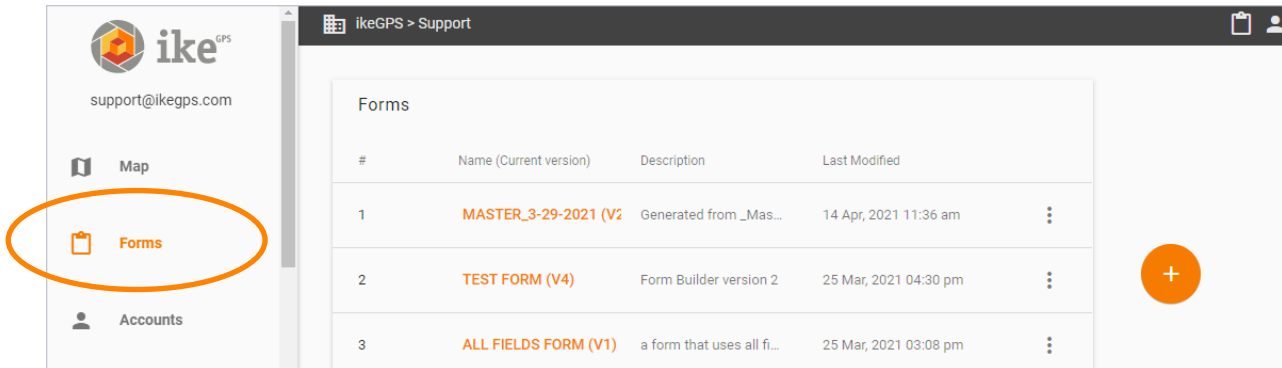 ike GPS
support@ikegps.com
Map
Forms
Accounts
ikeGPS > Support
Forms
# Name (Current version) Description Last Modified
1 MASTER_3-29-2021 (V2 Generated from _Mas... 14 Apr, 2021 11:36 am
2 TEST FORM (V4) Form Builder version 2 25 Mar, 2021 04:30 pm
3 ALL FIELDS FORM (V1) a form that uses all fi... 25 Mar, 2021 03:08 pm
+